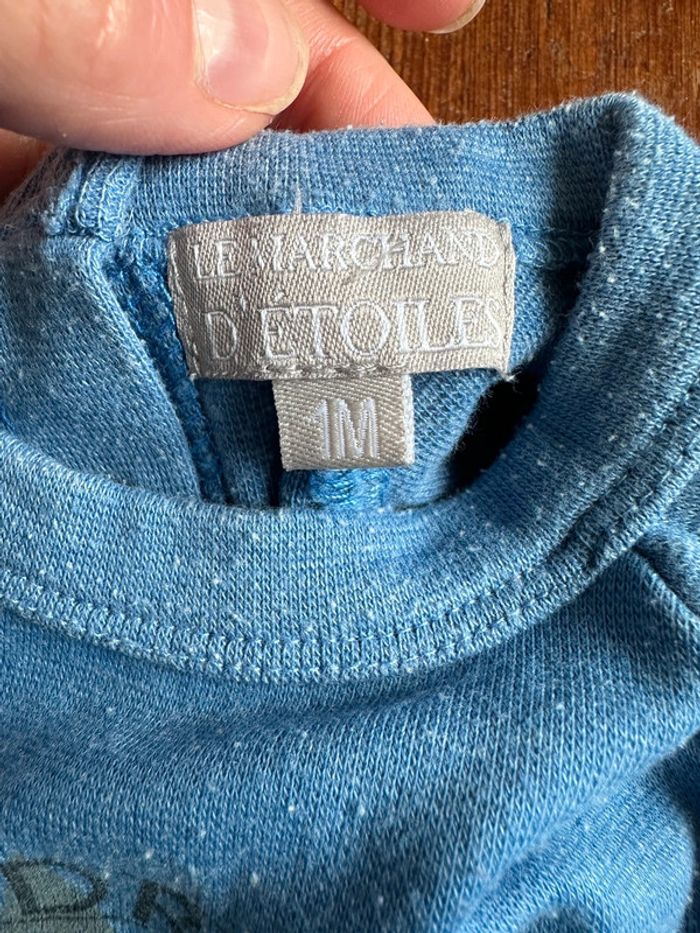 LE MARCHAND
D'ÉTOILES
1M